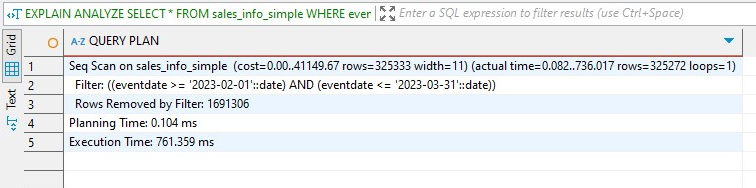 EXPLAIN ANALYZE SELECT * FROM sales_info_simple WHERE ever
Enter a SQL expression to filter results (use Ctrl+Space)
Grid
Text
A-Z QUERY PLAN
1 Seq Scan on sales_info_simple (cost=0.00..41149.67 rows=325333 width=11) (actual time=0.082..736.017 rows=325272 loops=1)
2 Filter: ((eventdate >= '2023-02-01'::date) AND (eventdate <= '2023-03-31'::date))
3 Rows Removed by Filter: 1691306
4 Planning Time: 0.104 ms
5 Execution Time: 761.359 ms